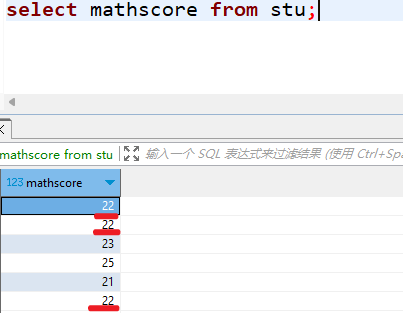 select mathscore from stu;
mathscore from stu
输入一个 SQL 表达式来过滤结果 (使用 Ctrl+Spa
123 mathscore
22
22
23
25
21
22